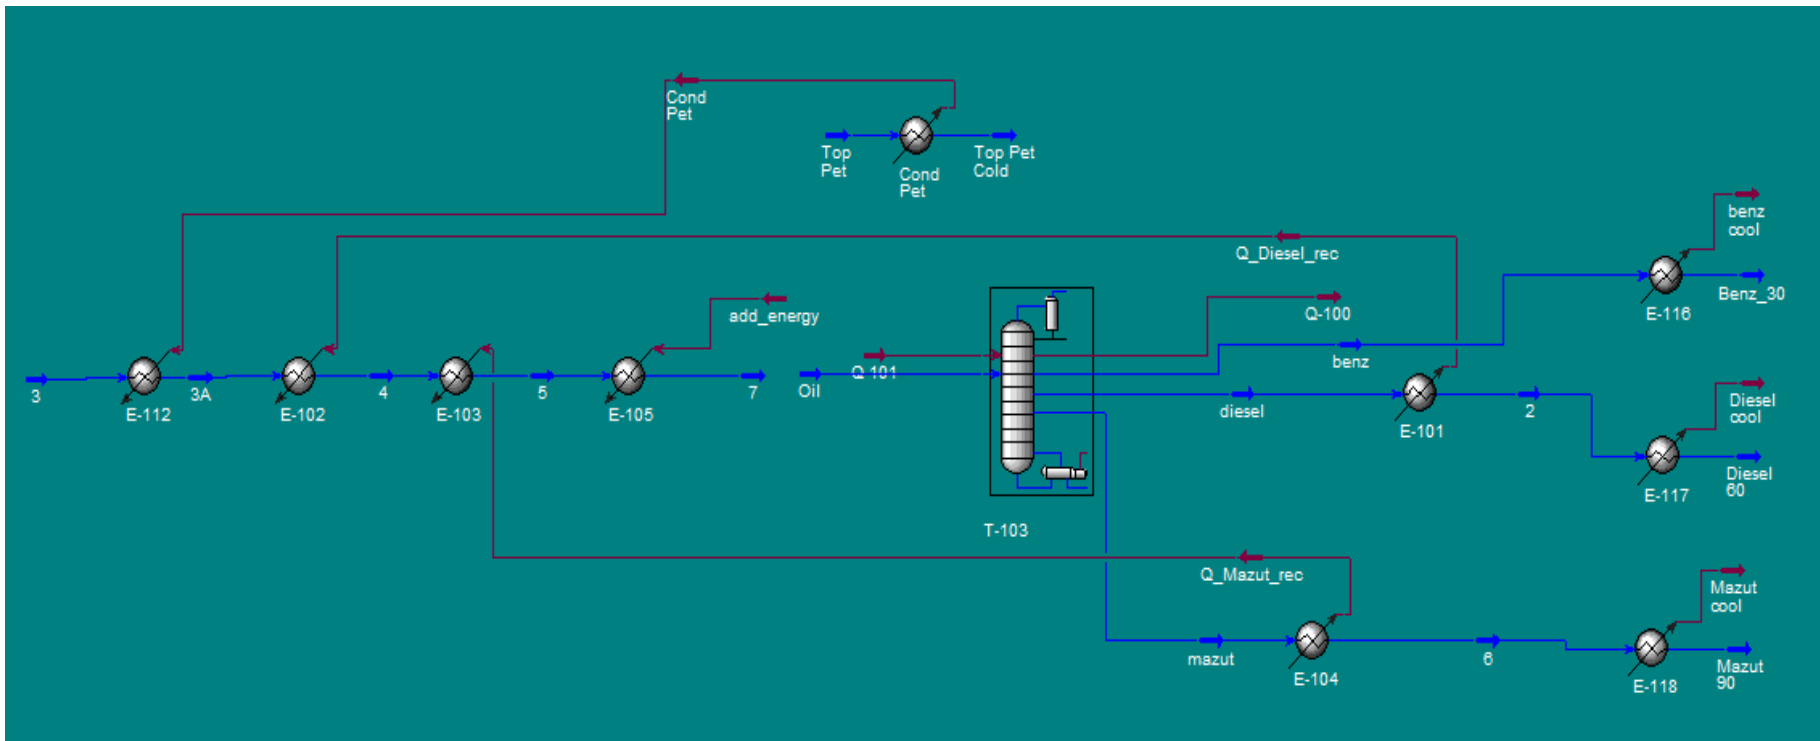 Cond
Pet
Top
Pet
Cond
Pet
Top Pet
Cold
benz
cool
Q_Diesel_rec
Benz_30
E-116
add_energy
Q-100
Q-101
benz
3
E-112
3A
E-102
4
E-103
5
E-105
7
Oil
diesel
E-101
2
Diesel
cool
E-117
Diesel
60
T-103
Q_Mazut_rec
Mazut
cool
mazut
E-104
6
E-118
Mazut
90